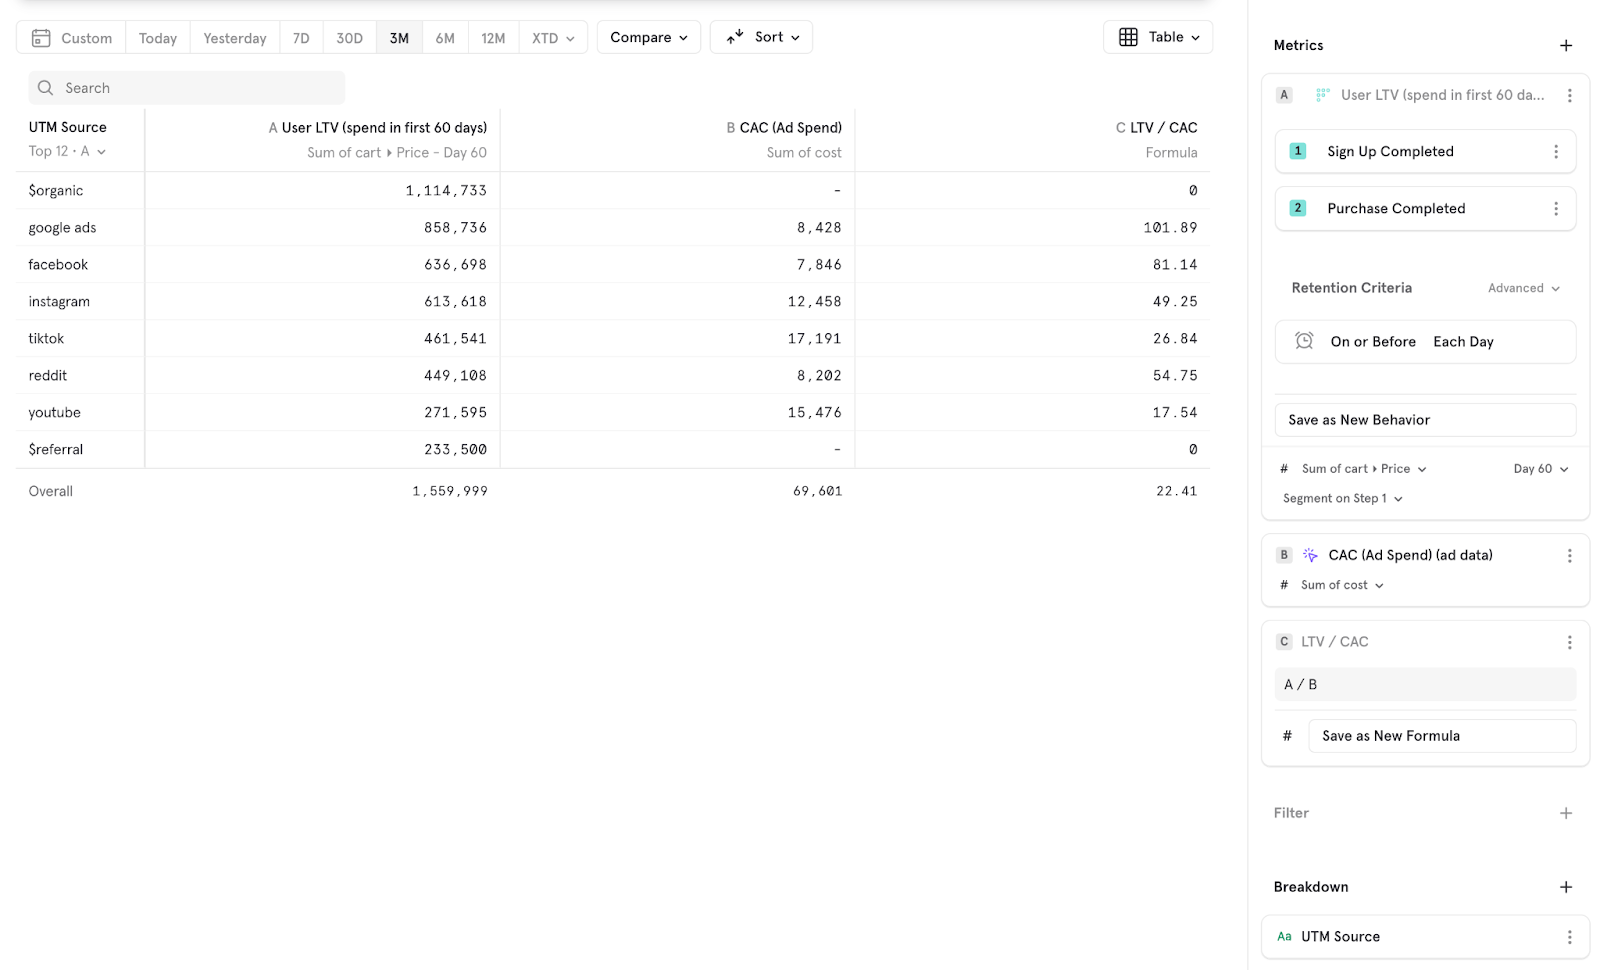 Custom Today Yesterday 7D 30D 3M 6M 12M XTD Compare Sort Table
Search
UTM Source A User LTV (spend in first 60 days) B CAC (Ad Spend) C LTV / CAC
Top 12 · A Sum of cart ▸ Price - Day 60 Sum of cost Formula
$organic 1,114,733 - 0
google ads 858,736 8,428 101.89
facebook 636,698 7,846 81.14
instagram 613,618 12,458 49.25
tiktok 461,541 17,191 26.84
reddit 449,108 8,202 54.75
youtube 271,595 15,476 17.54
$referral 233,500 - 0
Overall 1,559,999 69,601 22.41
Metrics
A User LTV (spend in first 60 da...
1 Sign Up Completed
2 Purchase Completed
Retention Criteria Advanced
On or Before Each Day
Save as New Behavior
# Sum of cart ▸ Price Day 60
Segment on Step 1
B CAC (Ad Spend) (ad data)
# Sum of cost
C LTV / CAC
A / B
# Save as New Formula
Filter
Breakdown
Aa UTM Source